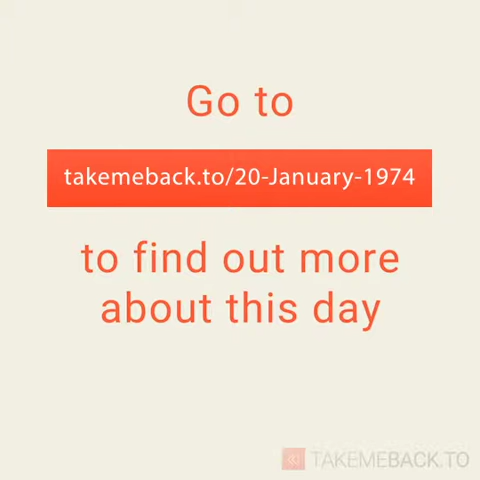 Go to
takemeback.to/20-January-1974
to find out more
about this day
TAKEMEBACK.TO